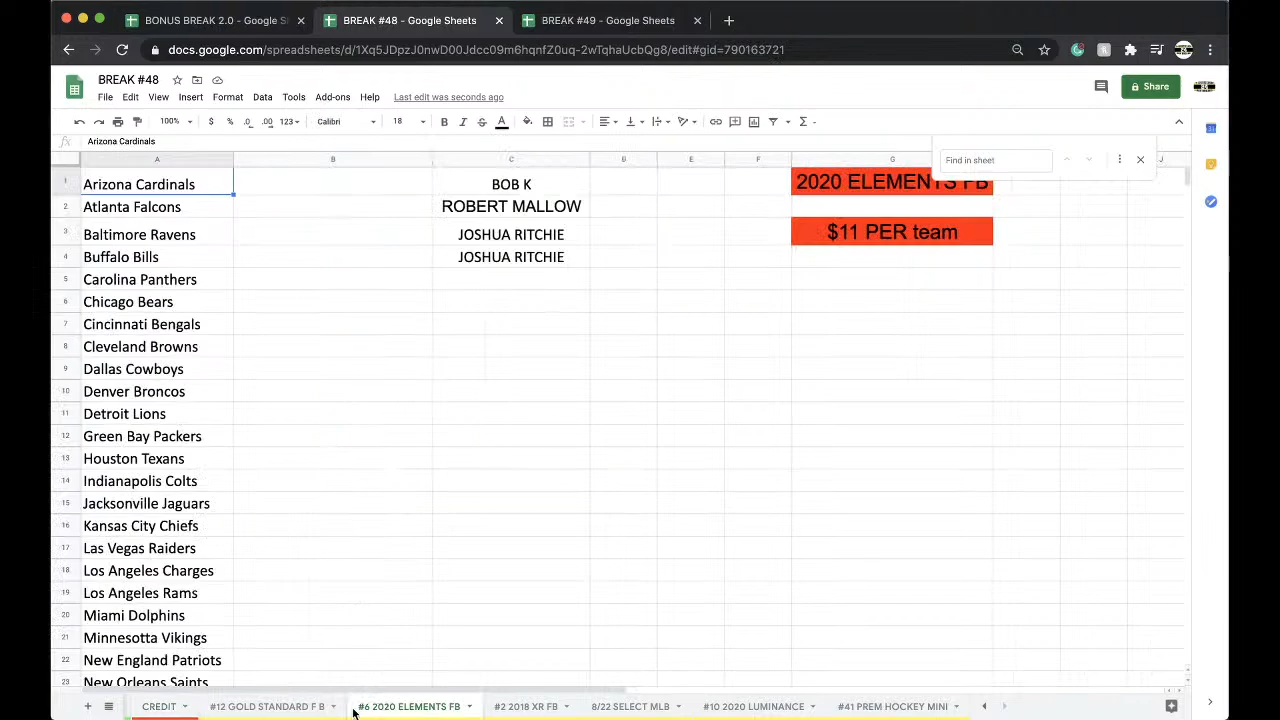 BONUS BREAK 2.0 - Google S
BREAK #48 - Google Sheets
BREAK #49 - Google Sheets
docs.google.com/spreadsheets/d/1Xq5JDpzJ0nwD00Jdcc09m6hqnfZ0uq-2wTqhaUcbQg8/edit#gid=790163721
BREAK #48
File Edit View Insert Format Data Tools Add-ons Help Last edit was seconds ago
Share
100% $ % .0 .00 123 Calibri 18 B I S A
fx Arizona Cardinals
Find in sheet
A B C D E F G J
1 Arizona Cardinals BOB K 2020 ELEMENTS FB
2 Atlanta Falcons ROBERT MALLOW
3 Baltimore Ravens JOSHUA RITCHIE $11 PER team
4 Buffalo Bills JOSHUA RITCHIE
5 Carolina Panthers
6 Chicago Bears
7 Cincinnati Bengals
8 Cleveland Browns
9 Dallas Cowboys
10 Denver Broncos
11 Detroit Lions
12 Green Bay Packers
13 Houston Texans
14 Indianapolis Colts
15 Jacksonville Jaguars
16 Kansas City Chiefs
17 Las Vegas Raiders
18 Los Angeles Charges
19 Los Angeles Rams
20 Miami Dolphins
21 Minnesotta Vikings
22 New England Patriots
23 New Orleans Saints
CREDIT #12 GOLD STANDARD F B #6 2020 ELEMENTS FB #2 2018 XR FB 8/22 SELECT MLB #10 2020 LUMINANCE #41 PREM HOCKEY MINI